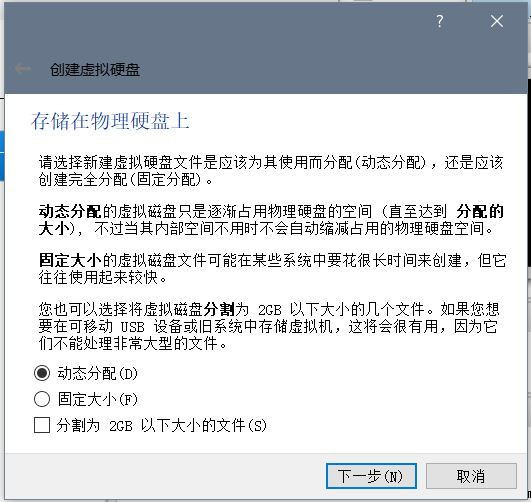 ?
创建虚拟硬盘
存储在物理硬盘上
请选择新建虚拟硬盘文件是应该为其使用而分配(动态分配)，还是应该
创建完全分配(固定分配)。
动态分配的虚拟磁盘只是逐渐占用物理硬盘的空间 (直至达到 分配的
大小)，不过当其内部空间不用时不会自动缩减占用的物理硬盘空间。
固定大小的虚拟磁盘文件可能在某些系统中要花很长时间来创建，但它
往往使用起来较快。
您也可以选择将虚拟磁盘分割为 2GB 以下大小的几个文件。如果您想
要在可移动 USB 设备或旧系统中存储虚拟机，这将会很有用，因为它
们不能处理非常大型的文件。
动态分配(D)
固定大小(F)
分割为 2GB 以下大小的文件(S)
下一步(N) 取消